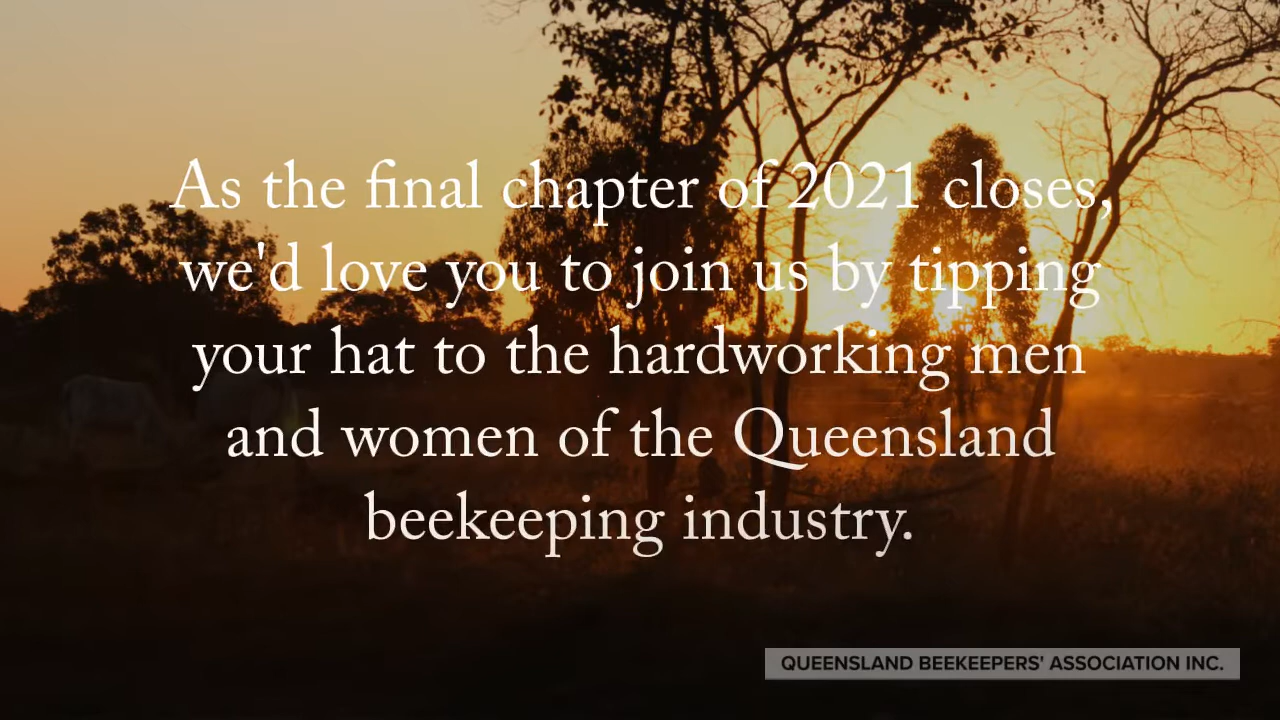 As the final chapter of 2021 closes,
we'd love you to join us by tipping
your hat to the hardworking men
and women of the Queensland
beekeeping industry.
QUEENSLAND BEEKEEPERS' ASSOCIATION INC.